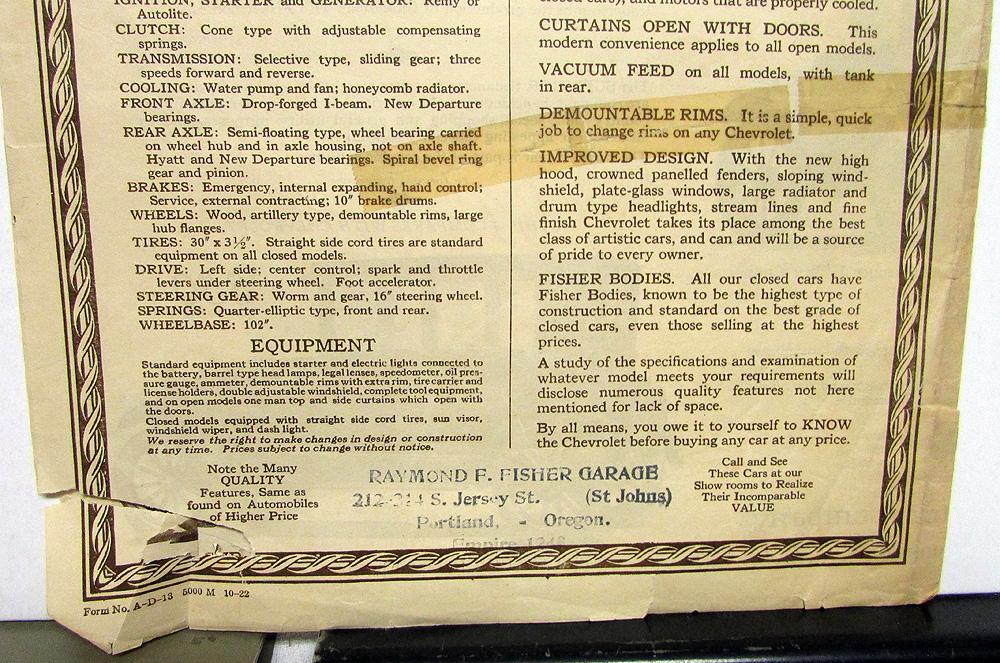 IGNITION, STARTER and GENERATOR: Remy or
Autolite.
CLUTCH: Cone type with adjustable compensating
springs.
TRANSMISSION: Selective type, sliding gear; three
speeds forward and reverse.
COOLING: Water pump and fan; honeycomb radiator.
FRONT AXLE: Drop-forged I-beam. New Departure
bearings.
REAR AXLE: Semi-floating type, wheel bearing carried
on wheel hub and in axle housing, not on axle shaft.
Hyatt and New Departure bearings. Spiral bevel ring
gear and pinion.
BRAKES: Emergency, internal expanding, hand control;
Service, external contracting; 10" brake drums.
WHEELS: Wood, artillery type, demountable rims, large
hub flanges.
TIRES: 30" x 3½". Straight side cord tires are standard
equipment on all closed models.
DRIVE: Left side; center control; spark and throttle
levers under steering wheel. Foot accelerator.
STEERING GEAR: Worm and gear, 16" steering wheel.
SPRINGS: Quarter-elliptic type, front and rear.
WHEELBASE: 102".
EQUIPMENT
Standard equipment includes starter and electric lights connected to
the battery, barrel type head lamps, legal lenses, speedometer, oil pres-
sure gauge, ammeter, demountable rims with extra rim, tire carrier and
license holders, double adjustable windshield, complete tool equipment,
and on open models one man top and side curtains which open with
the doors.
Closed models equipped with straight side cord tires, sun visor,
windshield wiper, and dash light.
We reserve the right to make changes in design or construction
at any time. Prices subject to change without notice.
closed cars), and motors that are properly cooled.
CURTAINS OPEN WITH DOORS. This
modern convenience applies to all open models.
VACUUM FEED on all models, with tank
in rear.
DEMOUNTABLE RIMS. It is a simple, quick
job to change rims on any Chevrolet.
IMPROVED DESIGN. With the new high
hood, crowned panelled fenders, sloping wind-
shield, plate-glass windows, large radiator and
drum type headlights, stream lines and fine
finish Chevrolet takes its place among the best
class of artistic cars, and can and will be a source
of pride to every owner.
FISHER BODIES. All our closed cars have
Fisher Bodies, known to be the highest type of
construction and standard on the best grade of
closed cars, even those selling at the highest
prices.
A study of the specifications and examination of
whatever model meets your requirements will
disclose numerous quality features not here
mentioned for lack of space.
By all means, you owe it to yourself to KNOW
the Chevrolet before buying any car at any price.
Note the Many
QUALITY
Features, Same as
found on Automobiles
of Higher Price
RAYMOND F. FISHER GARAGE
212-214 S. Jersey St. (St Johns)
Portland, - Oregon.
Empire
Call and See
These Cars at our
Show rooms to Realize
Their Incomparable
VALUE
Form No. A-D-13 5000 M 10-22